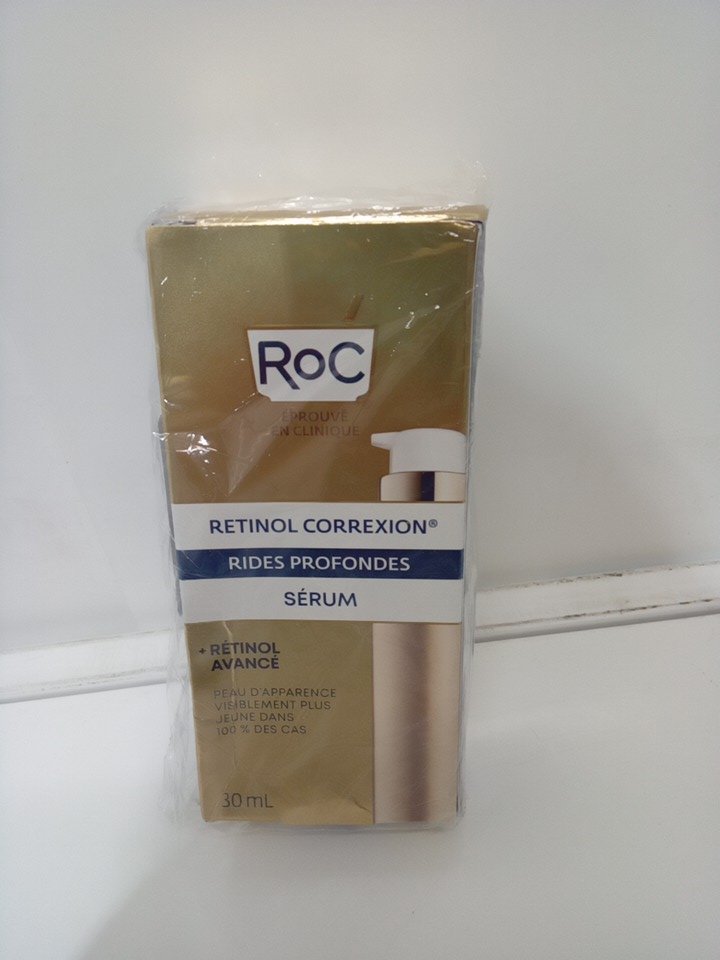 RoC
ÉPROUVÉ
EN CLINIQUE
RETINOL CORREXION®
RIDES PROFONDES
SÉRUM
+ RÉTINOL
AVANCÉ
PEAU D'APPARENCE
VISIBLEMENT PLUS
JEUNE DANS
100 % DES CAS
30 mL